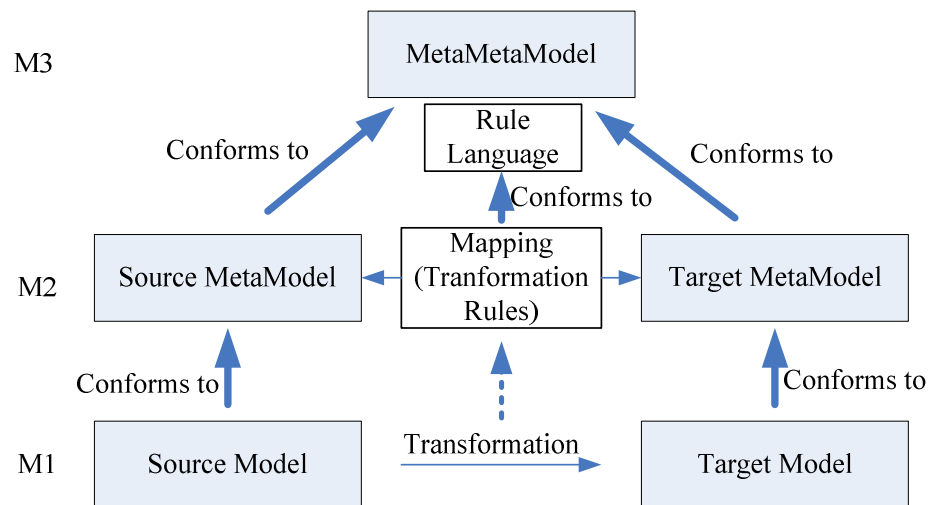 M3
MetaMetaModel
Rule
Language
Conforms to
Conforms to
Conforms to
M2
Source MetaModel
Mapping
(Tranformation
Rules)
Target MetaModel
Conforms to
Conforms to
M1
Source Model
Transformation
Target Model